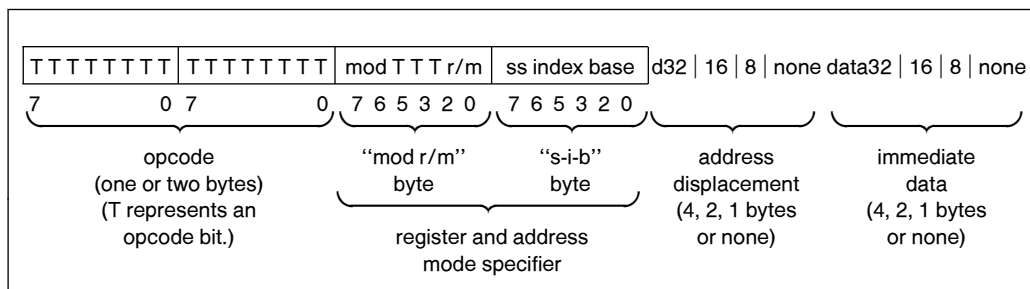 T T T T T T T T T T T T T T T T mod T T T r/m ss index base d32 | 16 | 8 | none data32 | 16 | 8 | none
7 0 7 0 7 6 5 3 2 0 7 6 5 3 2 0
opcode
(one or two bytes)
(T represents an
opcode bit.)
“mod r/m”
byte
“s-i-b”
byte
register and address
mode specifier
address
displacement
(4, 2, 1 bytes
or none)
immediate
data
(4, 2, 1 bytes
or none)